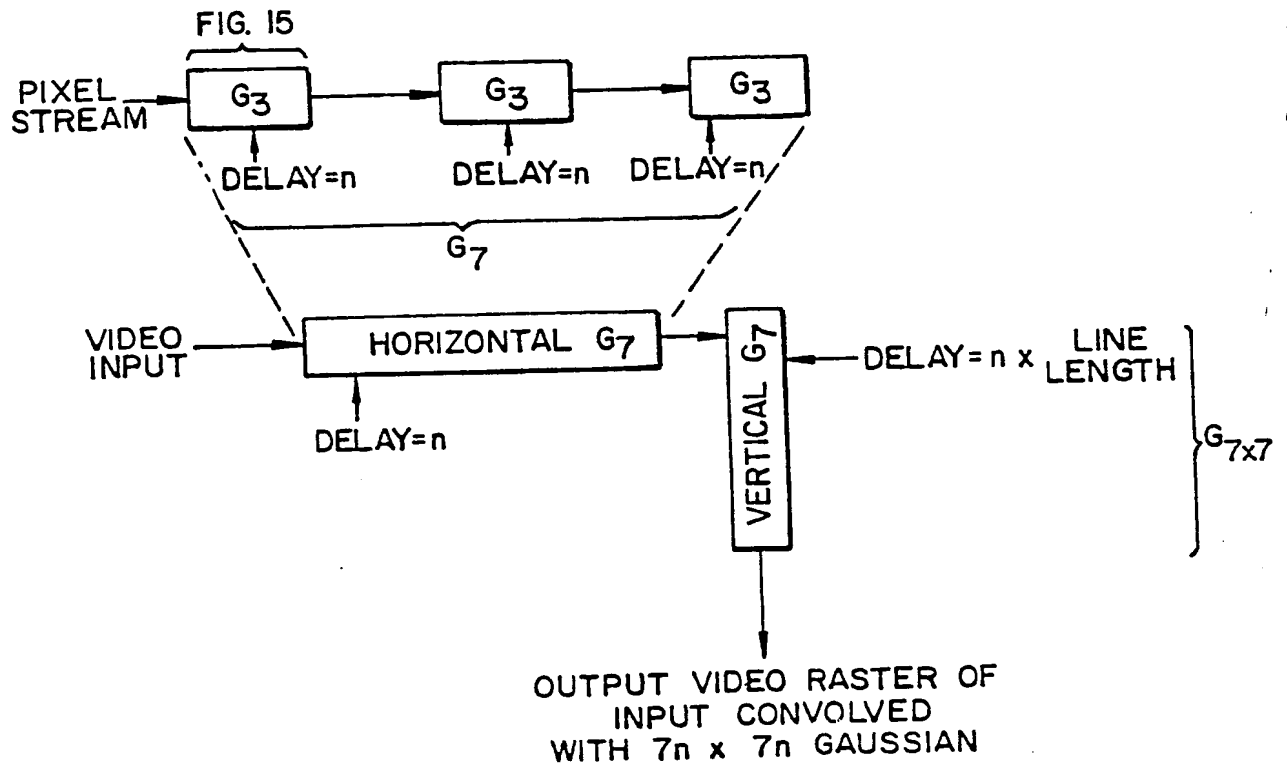 FIG. 15
PIXEL
STREAM
G3
G3
G3
DELAY=n
DELAY=n
DELAY=n
G7
VIDEO
INPUT
HORIZONTAL G7
VERTICAL G7
DELAY=n x LINE
LENGTH
DELAY=n
G7x7
OUTPUT VIDEO RASTER OF
INPUT CONVOLVED
WITH 7n x 7n GAUSSIAN